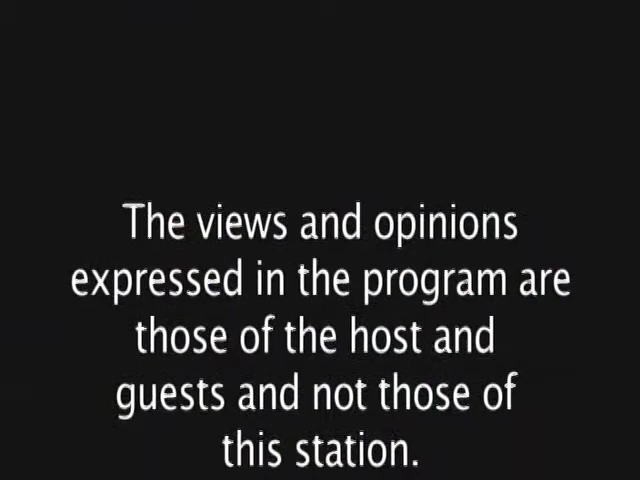 The views and opinions
expressed in the program are
those of the host and
guests and not those of
this station.